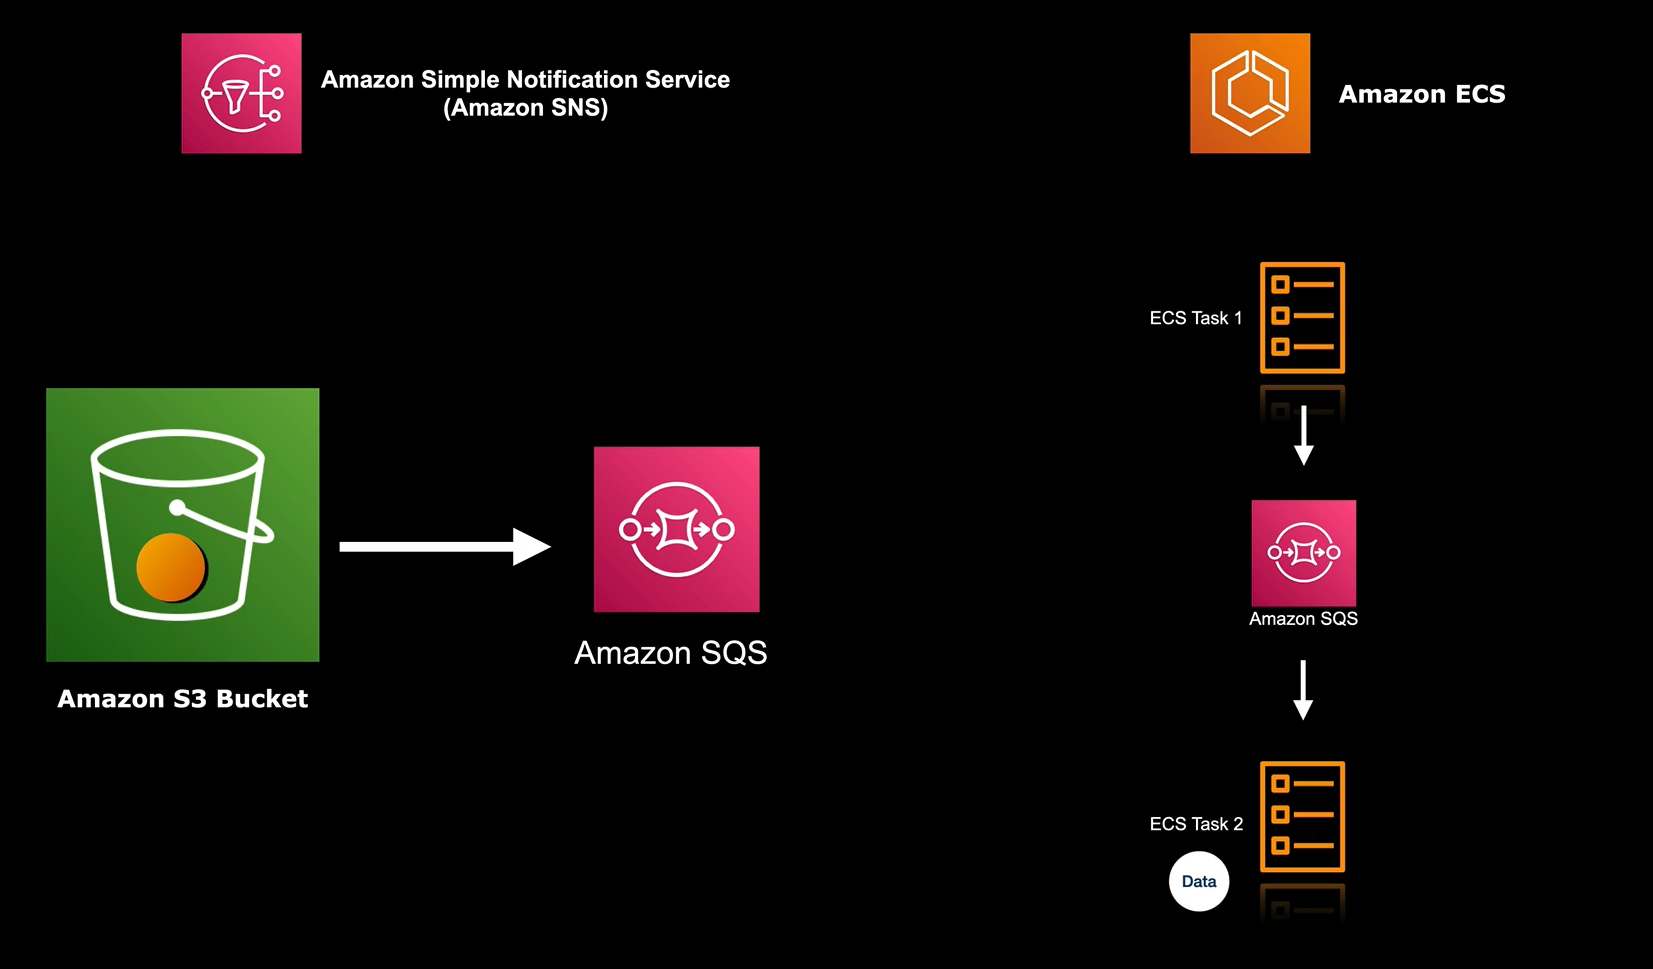 Amazon Simple Notification Service
(Amazon SNS)
Amazon ECS
ECS Task 1
Amazon S3 Bucket
Amazon SQS
Amazon SQS
ECS Task 2
Data